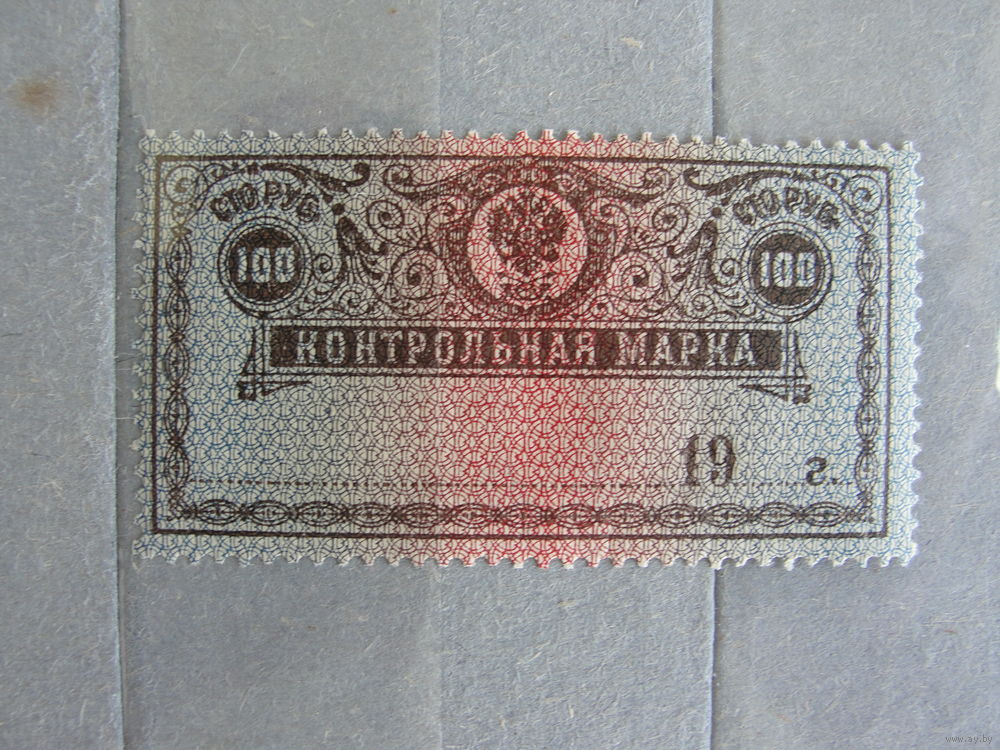 СТО РУБ. СТО РУБ.
100 100
КОНТРОЛЬНАЯ МАРКА
19 г.
www.ay.by